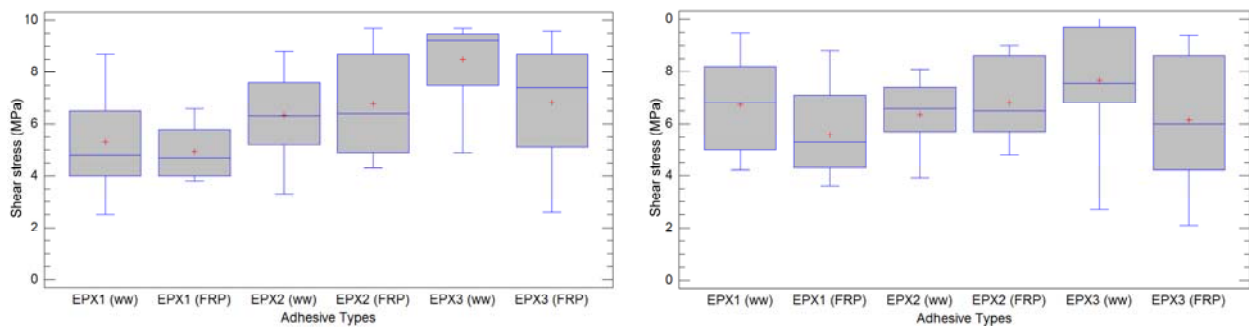 10
8
6
4
2
0
Shear stress (MPa)
EPX1 (ww) EPX1 (FRP) EPX2 (ww) EPX2 (FRP) EPX3 (ww) EPX3 (FRP)
Adhesive Types
0
8
6
4
2
0
Shear stress (MPa)
EPX1 (ww) EPX1 (FRP) EPX2 (ww) EPX2 (FRP) EPX3 (ww) EPX3 (FRP)
Adhesive Types